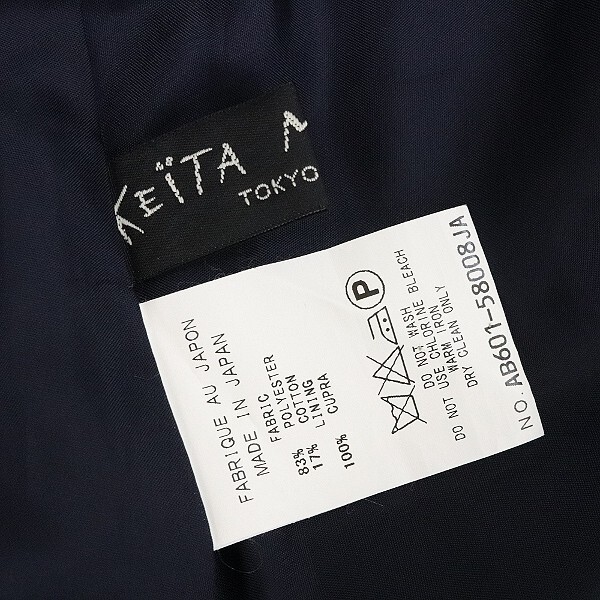 KEÏTA
TOKYO
FABRIQUE AU JAPON
MADE IN JAPAN
FABRIC
83% POLYESTER
17% COTTON
LINING
100% CUPRA
P
DO NOT WASH
DO NOT USE CHLORINE BLEACH
WARM IRON
DRY CLEAN ONLY
NO. AB601-58008JA